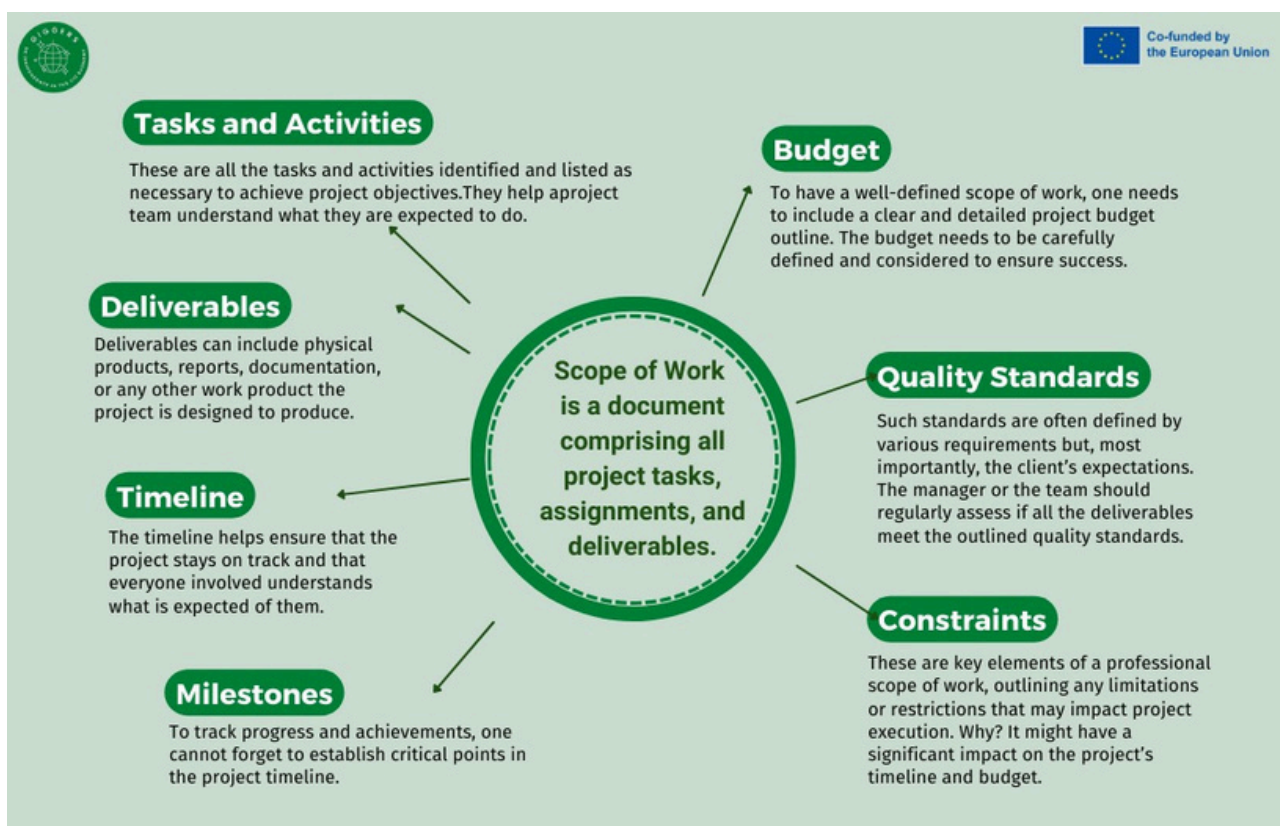 GIGGERS
Co-funded by
the European Union
Tasks and Activities
These are all the tasks and activities identified and listed as
necessary to achieve project objectives.They help aproject
team understand what they are expected to do.
Budget
To have a well-defined scope of work, one needs
to include a clear and detailed project budget
outline. The budget needs to be carefully
defined and considered to ensure success.
Deliverables
Deliverables can include physical
products, reports, documentation,
or any other work product the
project is designed to produce.
Scope of Work
is a document
comprising all
project tasks,
assignments, and
deliverables.
Quality Standards
Such standards are often defined by
various requirements but, most
importantly, the client’s expectations.
The manager or the team should
regularly assess if all the deliverables
meet the outlined quality standards.
Timeline
The timeline helps ensure that the
project stays on track and that
everyone involved understands
what is expected of them.
Constraints
These are key elements of a professional
scope of work, outlining any limitations
or restrictions that may impact project
execution. Why? It might have a
significant impact on the project’s
timeline and budget.
Milestones
To track progress and achievements, one
cannot forget to establish critical points in
the project timeline.